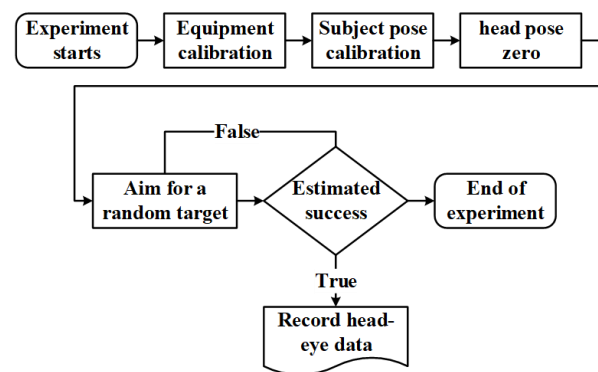 Experiment
starts
Equipment
calibration
Subject pose
calibration
head pose
zero
False
Aim for a
random target
Estimated
success
End of
experiment
True
Record head-
eye data